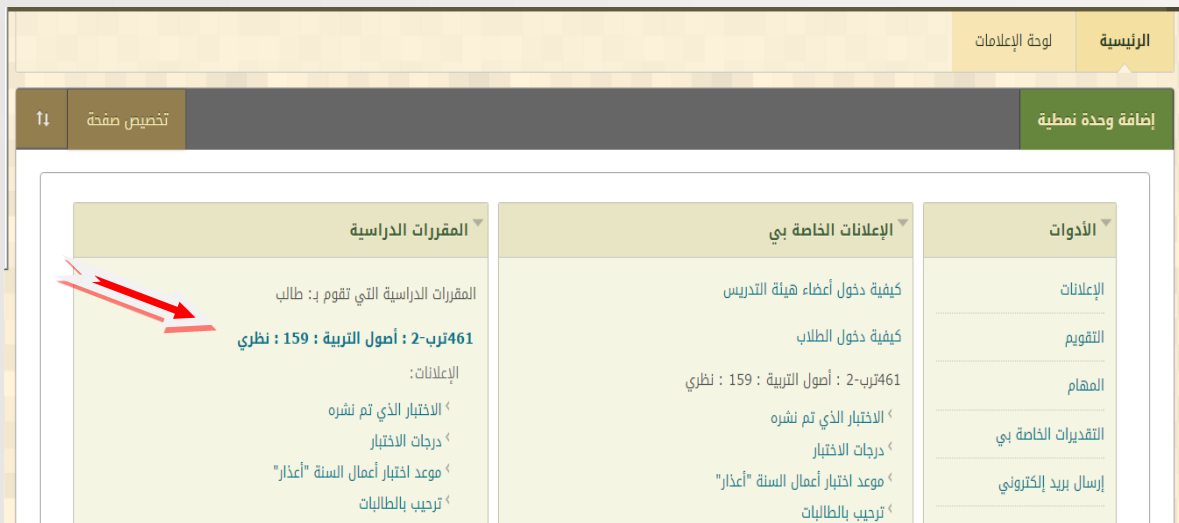 الرئيسية
لوحة الإعلامات
إضافة وحدة نمطية
تخصيص صفحة
الأدوات
الإعلانات
التقويم
المهام
التقديرات الخاصة بي
إرسال بريد إلكتروني
الإعلانات الخاصة بي
كيفية دخول أعضاء هيئة التدريس
كيفية دخول الطلاب
461ترب-2 : أصول التربية : 159 : نظري
الاختبار الذي تم نشره
درجات الاختبار
موعد اختبار أعمال السنة "أعذار"
ترحيب بالطالبات
المقررات الدراسية
المقررات الدراسية التي تقوم بـ: طالب
461ترب-2 : أصول التربية : 159 : نظري
الإعلانات:
الاختبار الذي تم نشره
درجات الاختبار
موعد اختبار أعمال السنة "أعذار"
ترحيب بالطالبات